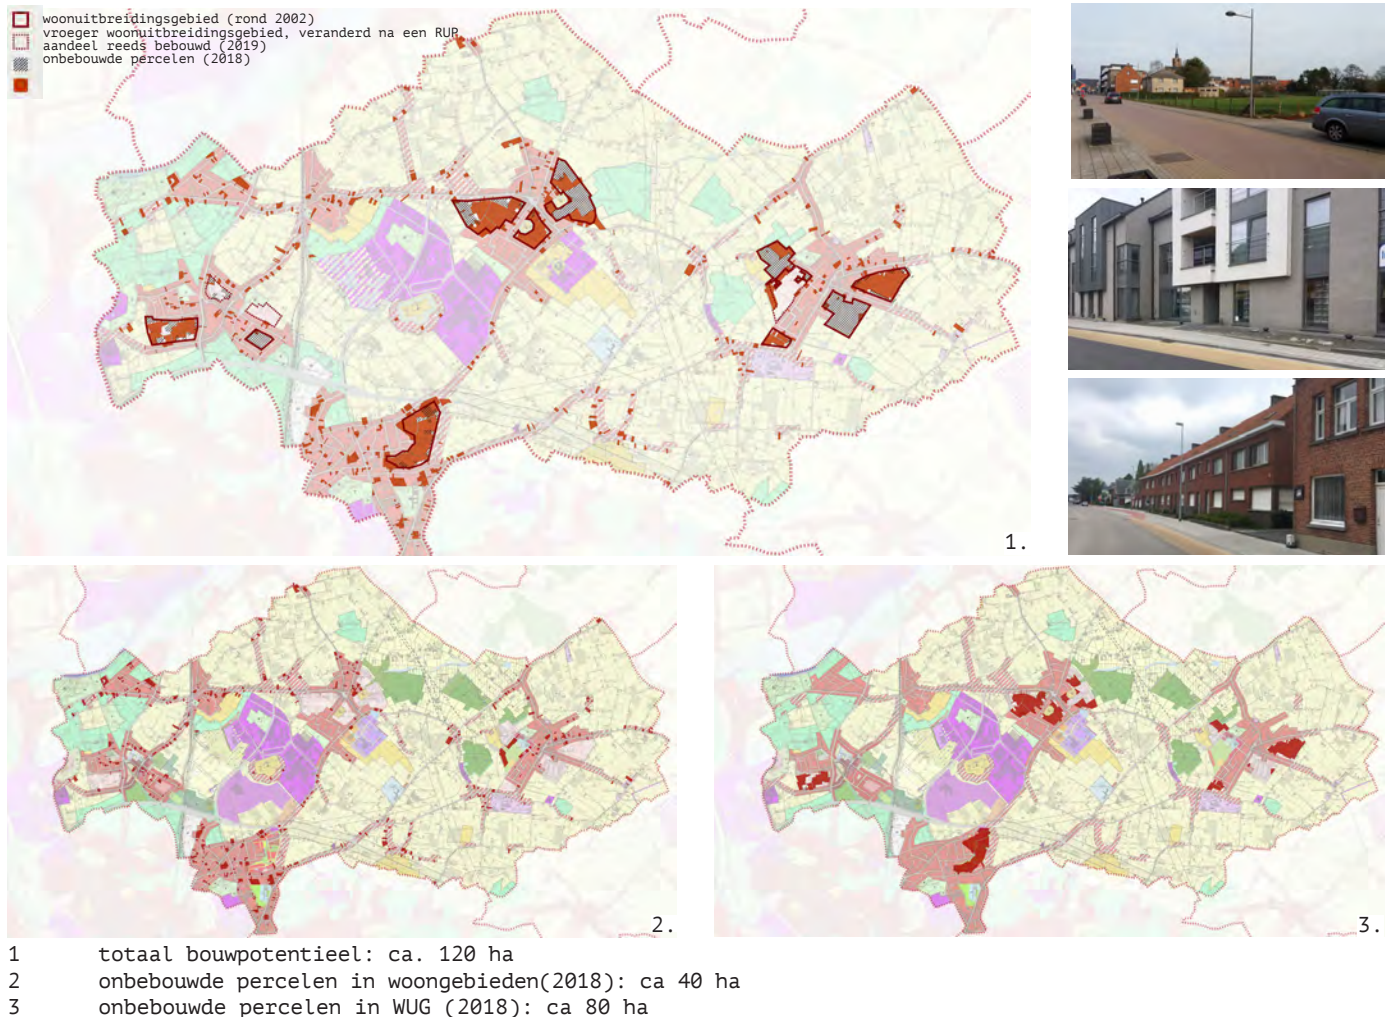 woonuitbreidingsgebied (rond 2002)
vroeger woonuitbreidingsgebied, veranderd na een RUP
aandeel reeds bebouwd (2019)
onbebouwde percelen (2018)
1.
2.
3.
1 totaal bouwpotentieel: ca. 120 ha
2 onbebouwde percelen in woongebieden(2018): ca 40 ha
3 onbebouwde percelen in WUG (2018): ca 80 ha